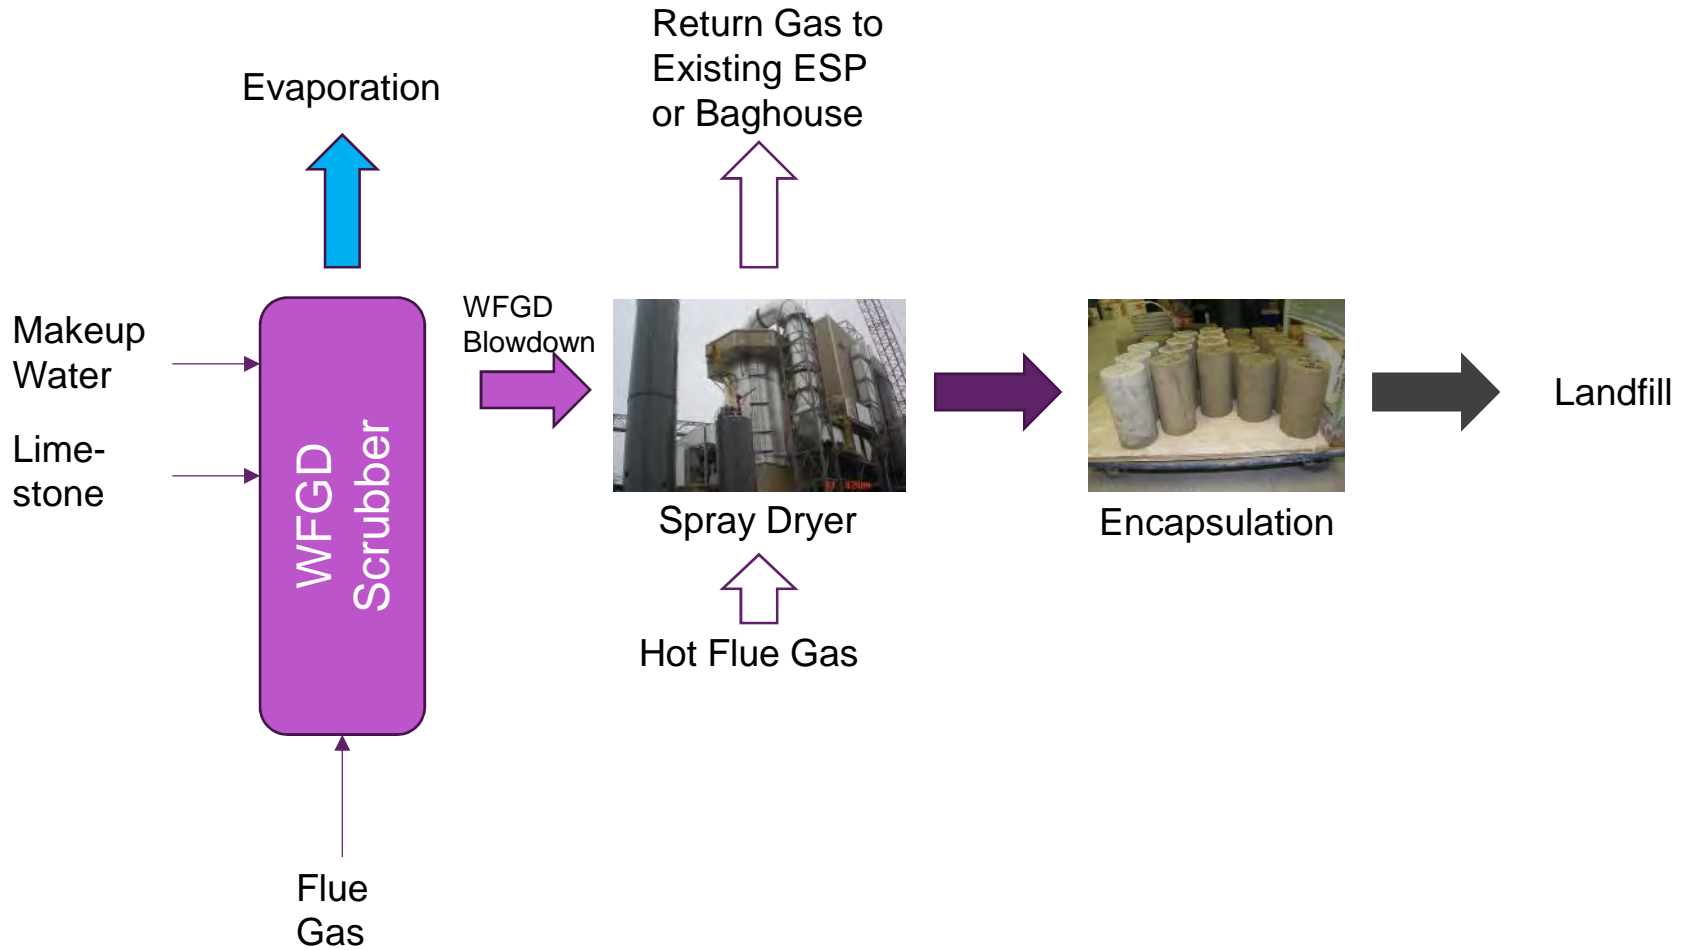 Return Gas to
Existing ESP
or Baghouse
Evaporation
WFGD
Blowdown
Makeup
Water
Lime-
stone
WFGD
Scrubber
Spray Dryer
Encapsulation
Landfill
Hot Flue Gas
Flue
Gas